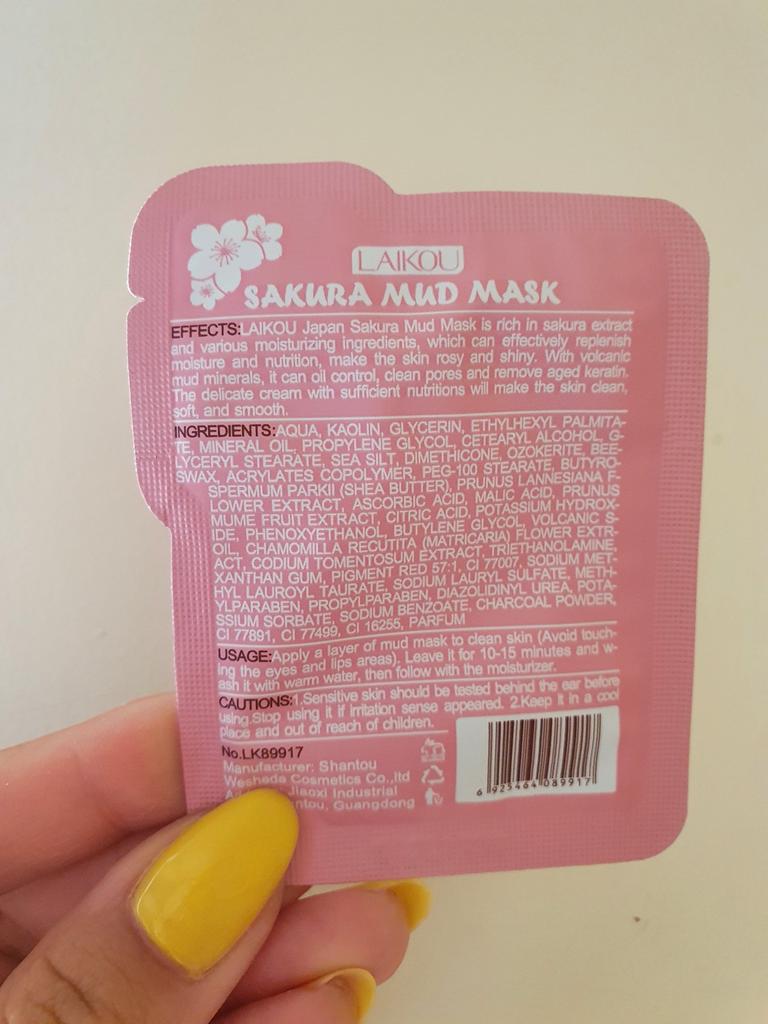 LAIKOU
SAKURA MUD MASK
EFFECTS:LAIKOU Japan Sakura Mud Mask is rich in sakura extract
and various moisturizing ingredients, which can effectively replenish
moisture and nutrition, make the skin rosy and shiny. With volcanic
mud minerals, it can oil control, clean pores and remove aged keratin.
The delicate cream with sufficient nutritions will make the skin clean,
soft, and smooth.
INGREDIENTS:AQUA, KAOLIN, GLYCERIN, ETHYLHEXYL PALMITA-
TE, MINERAL OIL, PROPYLENE GLYCOL, CETEARYL ALCOHOL, G-
LYCERYL STEARATE, SEA SILT, DIMETHICONE, OZOKERITE, BEE-
SWAX, ACRYLATES COPOLYMER, PEG-100 STEARATE, BUTYRO-
SPERMUM PARKII (SHEA BUTTER), PRUNUS LANNESIANA F-
LOWER EXTRACT, ASCORBIC ACID, MALIC ACID, PRUNUS
MUME FRUIT EXTRACT, CITRIC ACID, POTASSIUM HYDROX-
IDE, PHENOXYETHANOL, BUTYLENE GLYCOL, VOLCANIC S-
OIL, CHAMOMILLA RECUTITA (MATRICARIA) FLOWER EXTR-
ACT, CODIUM TOMENTOSUM EXTRACT, TRIETHANOLAMINE,
XANTHAN GUM, PIGMENT RED 57:1, CI 77007, SODIUM MET-
HYL LAUROYL TAURATE, SODIUM LAURYL SULFATE, METH-
YLPARABEN, PROPYLPARABEN, DIAZOLIDINYL UREA, POTA-
SSIUM SORBATE, SODIUM BENZOATE, CHARCOAL POWDER,
CI 77891, CI 77499, CI 16255, PARFUM
USAGE:Apply a layer of mud mask to clean skin (Avoid touch-
ing the eyes and lips areas). Leave it for 10-15 minutes and w-
ash it with warm water, then follow with the moisturizer.
CAUTIONS:1.Sensitive skin should be tested behind the ear before
using.Stop using it if irritation sense appeared. 2.Keep it in a cool
place and out of reach of children.
No.LK89917
Manufacturer: Shantou
Wesheda Cosmetics Co.,ltd
Jiaoxi Industrial
Guangdong
6 925464 089917